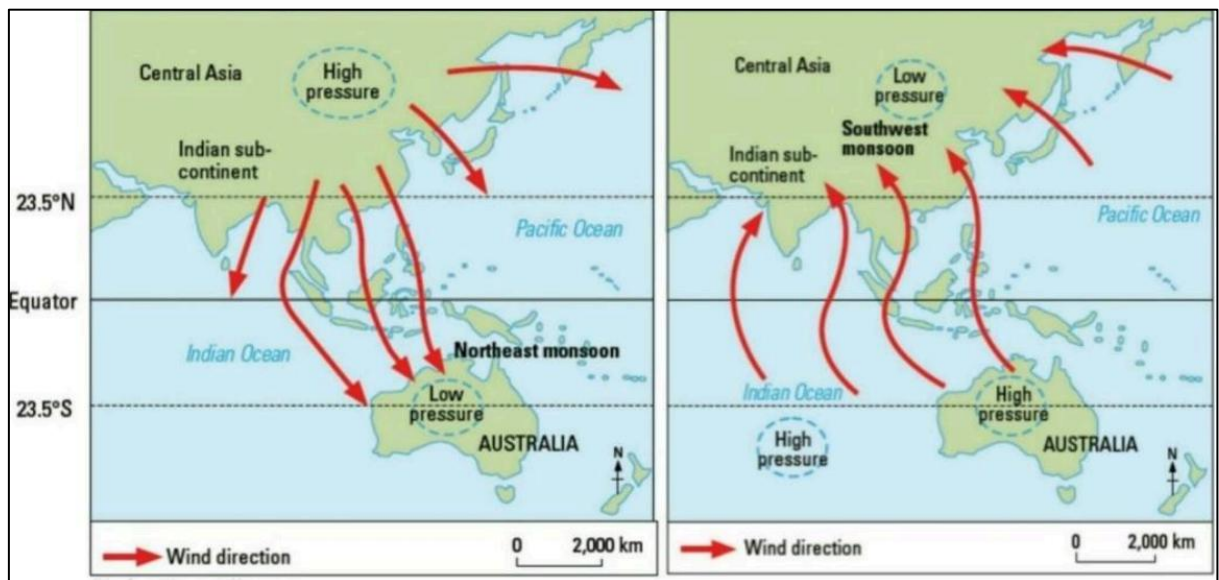 Central Asia
High
pressure
Indian sub-
continent
23.5°N
Pacific Ocean
Equator
Indian Ocean
Northeast monsoon
23.5°S
Low
pressure
AUSTRALIA
N
Wind direction
0 2,000 km
Central Asia
Low
pressure
Southwest
monsoon
Indian sub-
continent
Pacific Ocean
Indian Ocean
High
pressure
High
pressure
AUSTRALIA
N
Wind direction
0 2,000 km